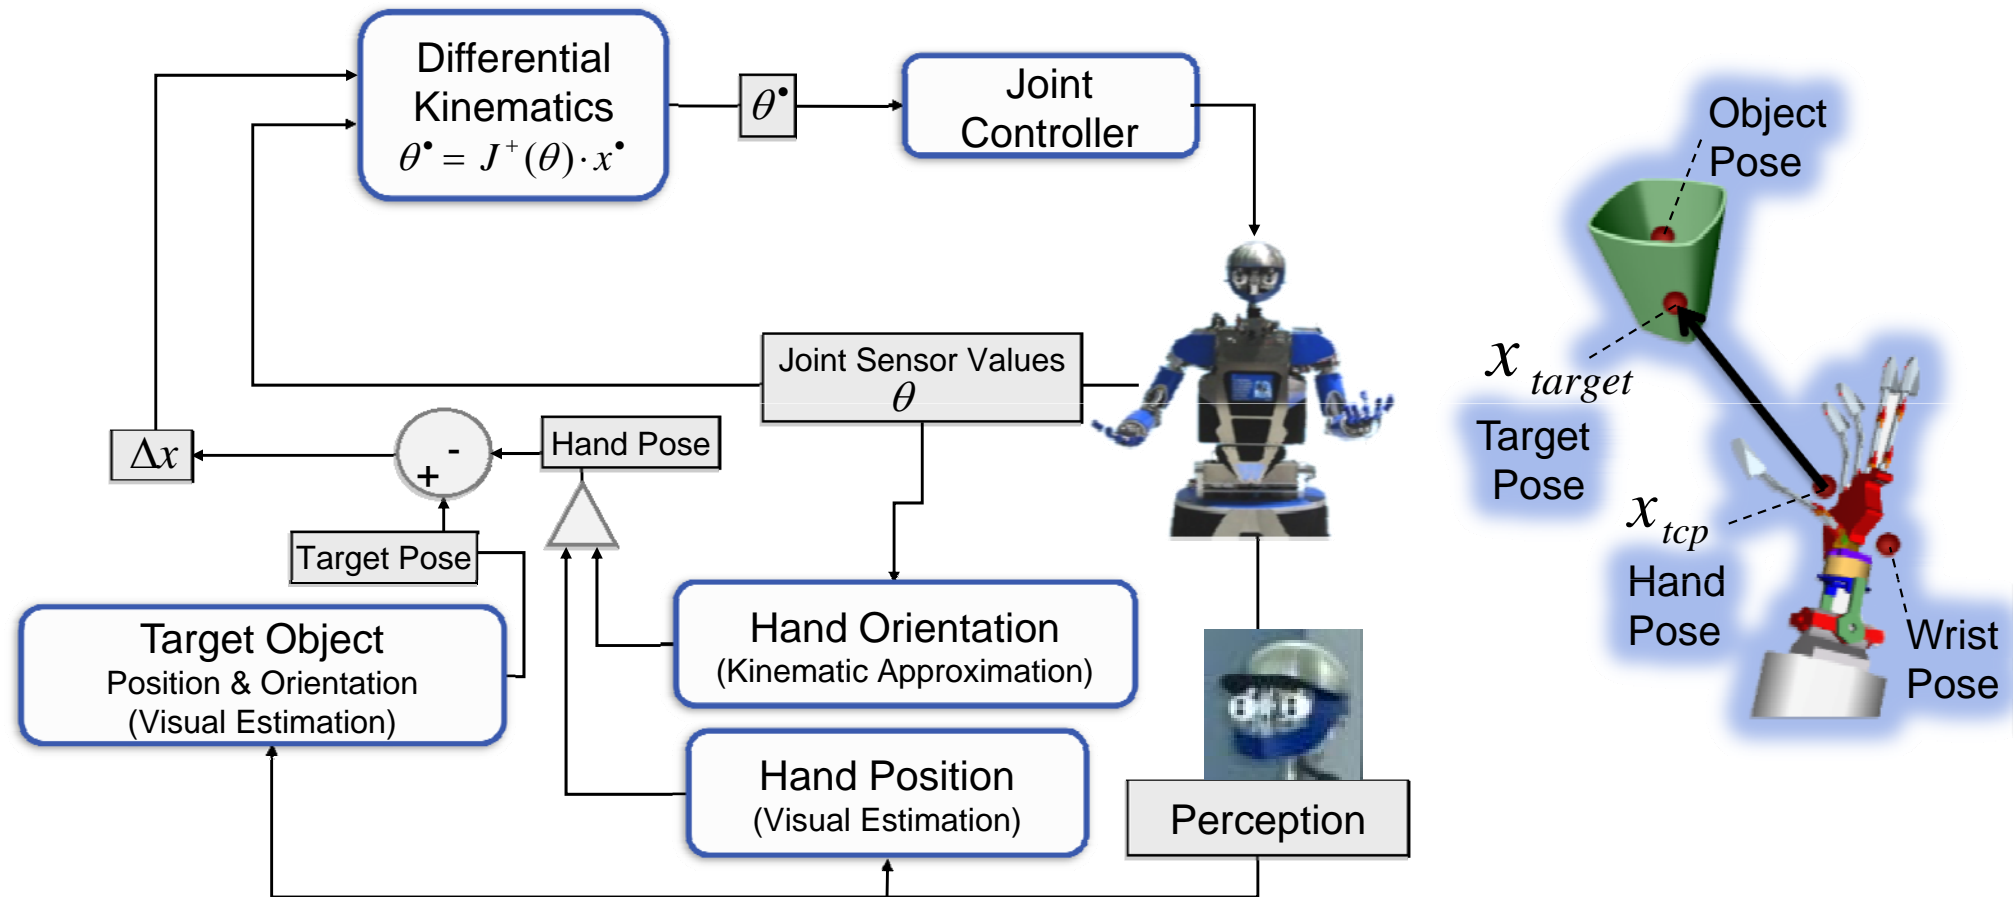 Differential
Kinematics
θ• = J⁺(θ)·x•
θ•
Joint
Controller
Object
Pose
Joint Sensor Values
θ
x target
Target
Pose
Hand Pose
Δx
-
+
Target Pose
x tcp
Hand
Pose
Wrist
Pose
Hand Orientation
(Kinematic Approximation)
Target Object
Position & Orientation
(Visual Estimation)
Hand Position
(Visual Estimation)
Perception